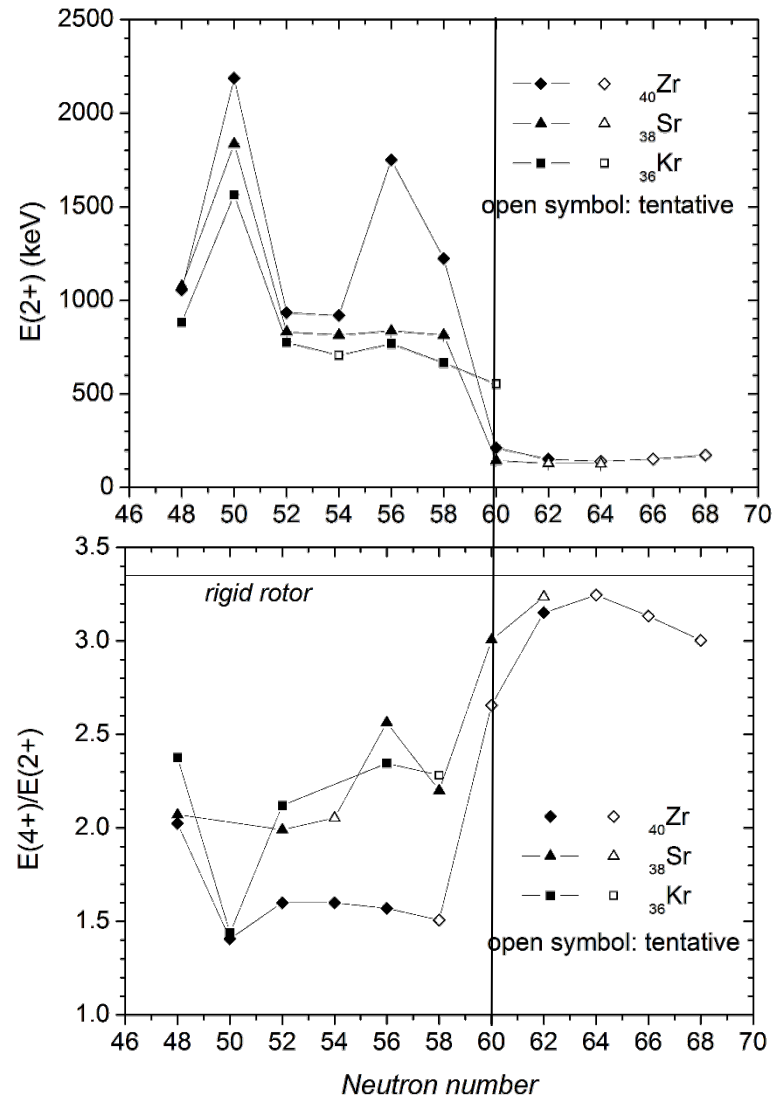 2500
2000
1500
1000
500
0
E(2+) (keV)
40Zr
38Sr
36Kr
open symbol: tentative
46 48 50 52 54 56 58 60 62 64 66 68 70
3.5
3.0
2.5
2.0
1.5
1.0
E(4+)/E(2+)
rigid rotor
40Zr
38Sr
36Kr
open symbol: tentative
46 48 50 52 54 56 58 60 62 64 66 68 70
Neutron number